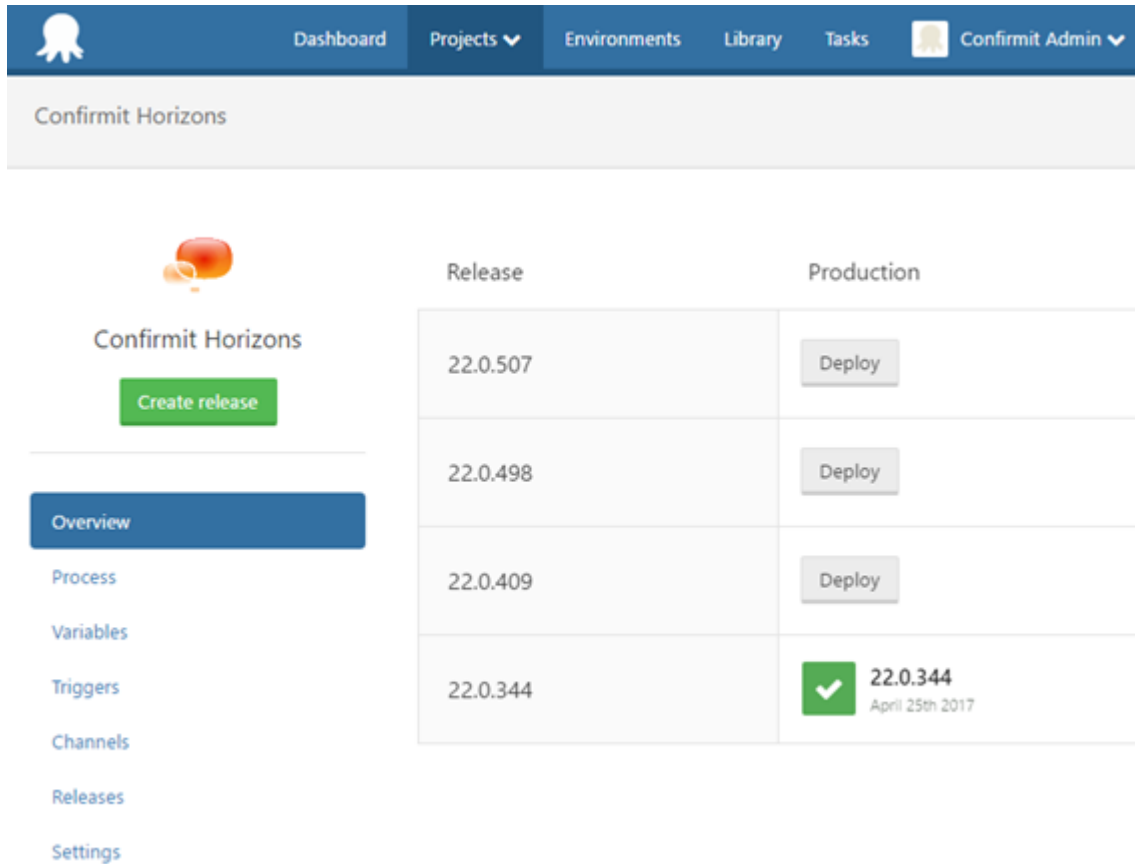 Dashboard Projects Environments Library Tasks Confirmit Admin
Confirmit Horizons
Confirmit Horizons
Create release
Overview
Process
Variables
Triggers
Channels
Releases
Settings
Release Production
22.0.507 Deploy
22.0.498 Deploy
22.0.409 Deploy
22.0.344 22.0.344
April 25th 2017